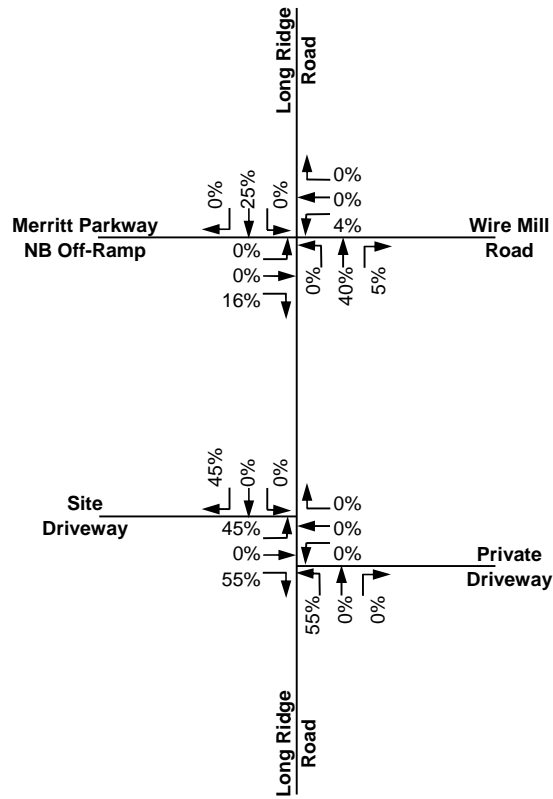 Long Ridge
Road
0%
25%
0%
0%
0%
4%
Merritt Parkway
NB Off-Ramp
Wire Mill
Road
0%
0%
16%
0%
40%
5%
45%
0%
0%
0%
0%
0%
Site
Driveway
45%
0%
55%
Private
Driveway
55%
0%
0%
Long Ridge
Road